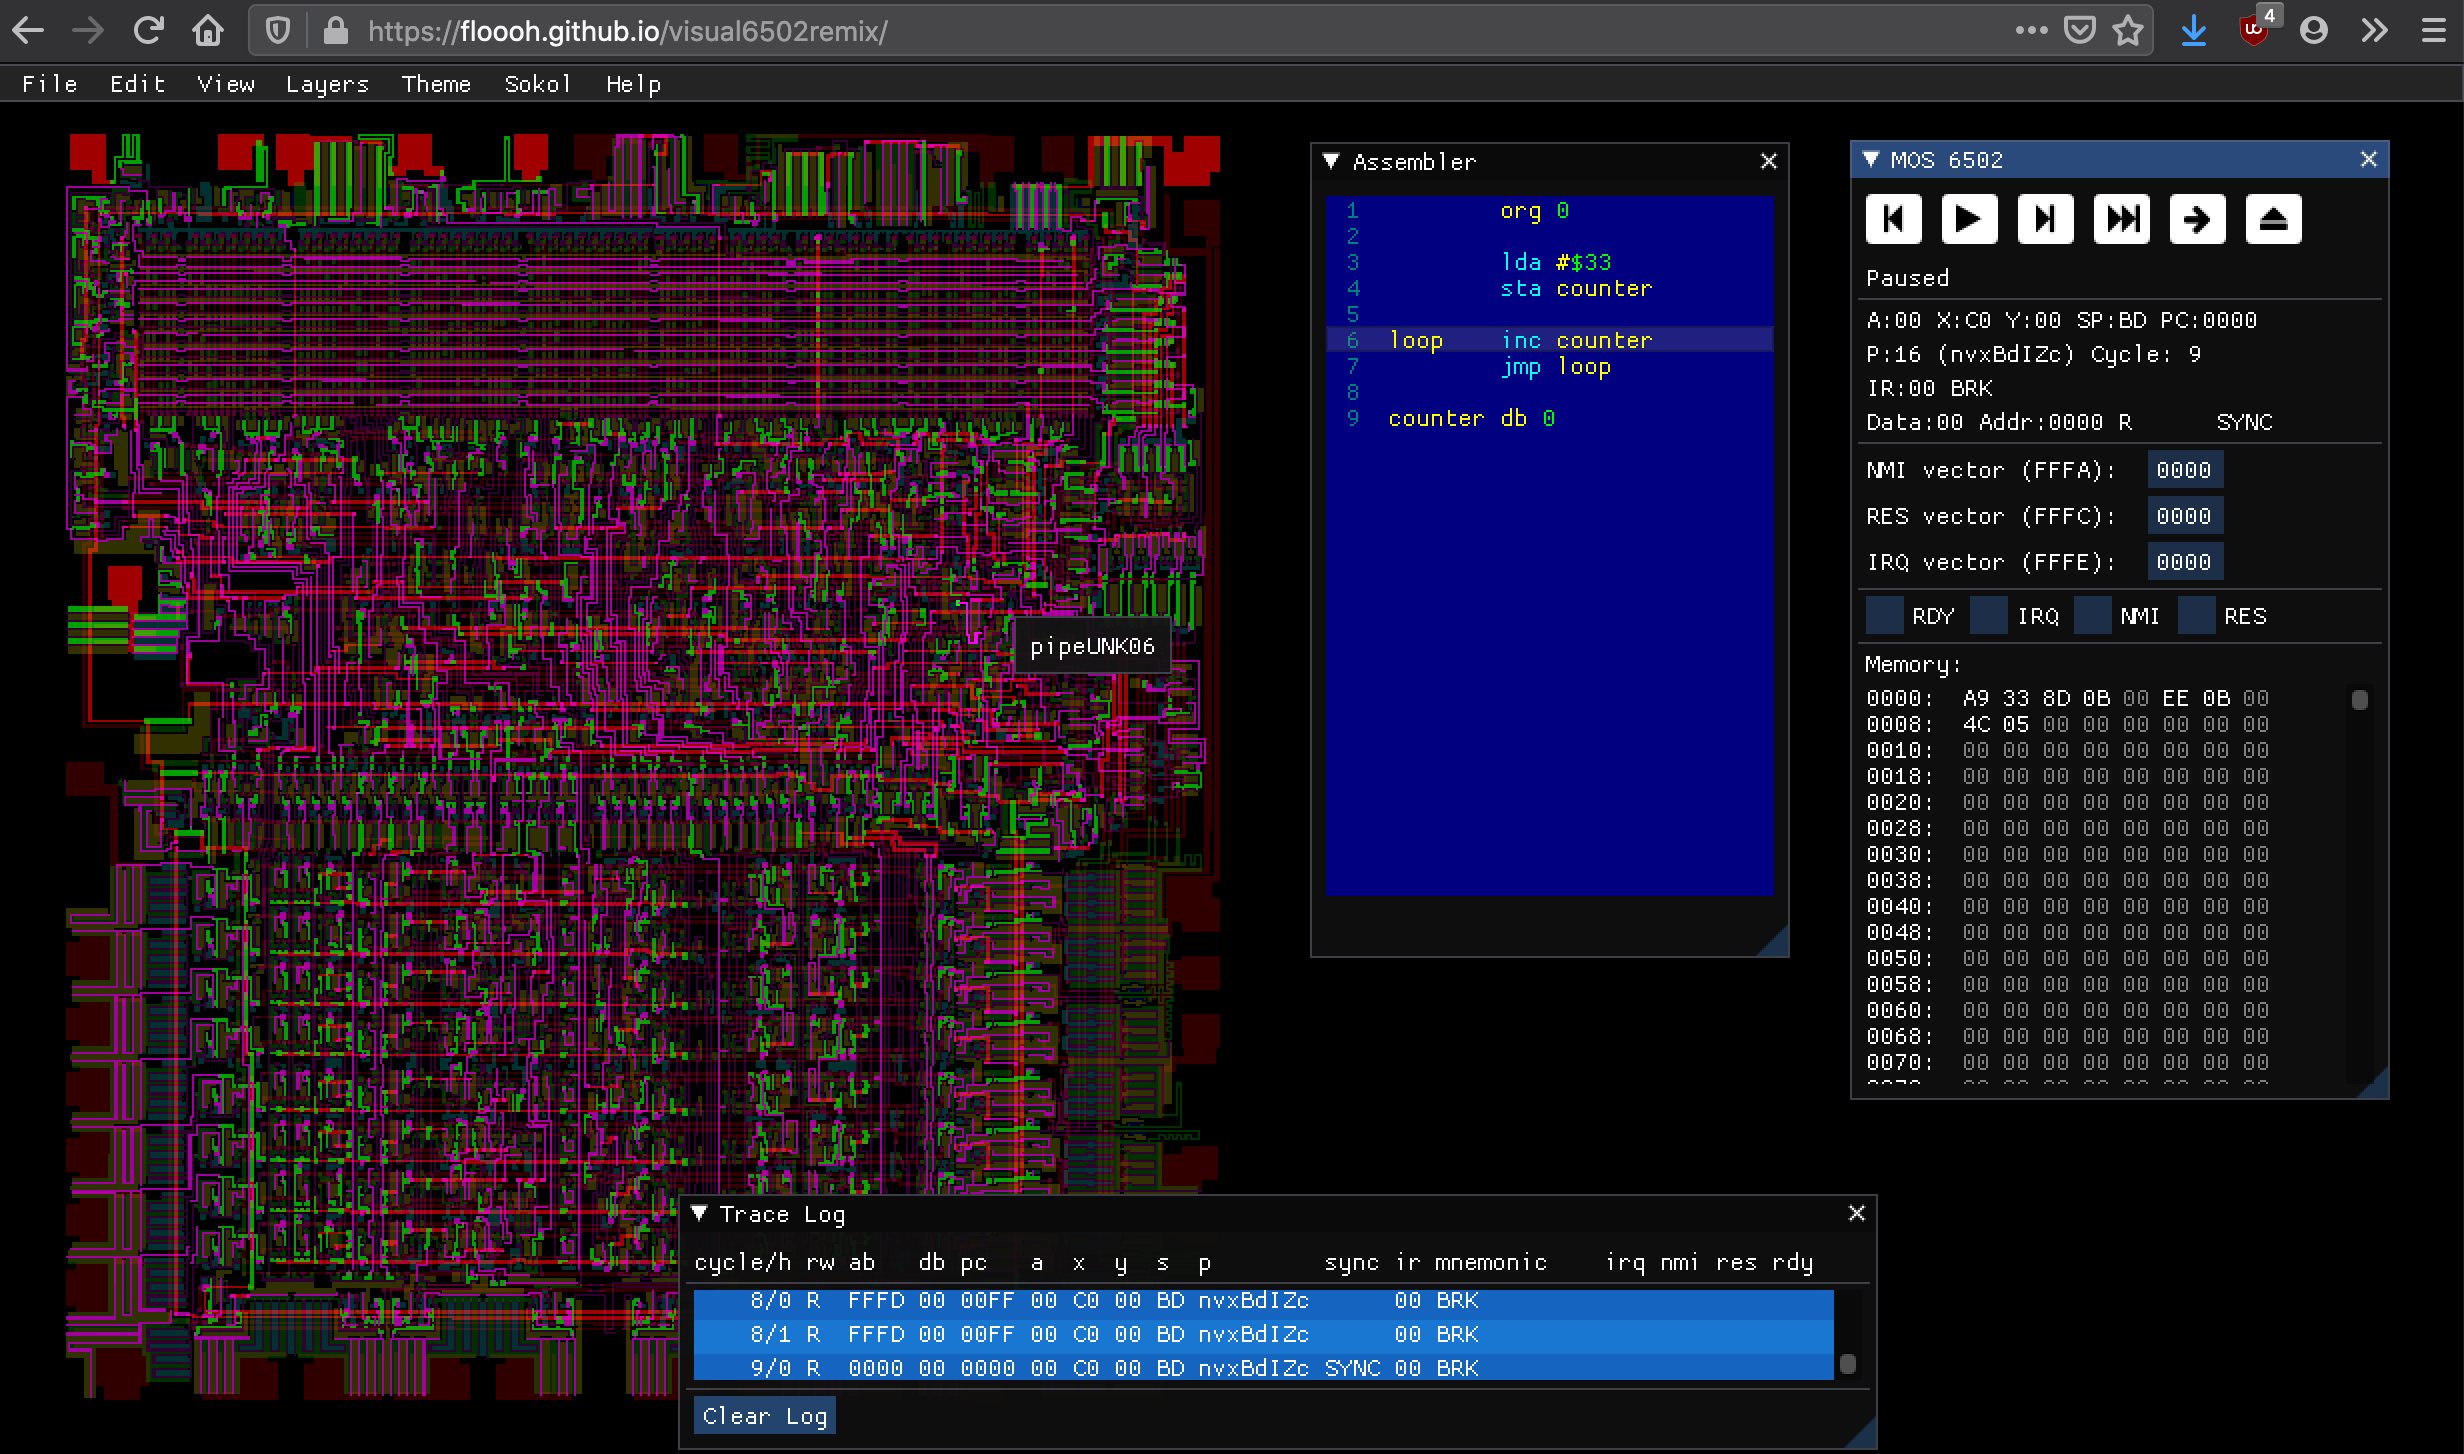 https://floooh.github.io/visual6502remix/
4
File Edit View Layers Theme Sokol Help
pipeUNK06
Assembler
1 org 0
2
3 lda #$33
4 sta counter
5
6 loop inc counter
7 jmp loop
8
9 counter db 0
MOS 6502
Paused
A:00 X:C0 Y:00 SP:BD PC:0000
P:16 (nvxBdIZc) Cycle: 9
IR:00 BRK
Data:00 Addr:0000 R SYNC
NMI vector (FFFA): 0000
RES vector (FFFC): 0000
IRQ vector (FFFE): 0000
RDY IRQ NMI RES
Memory:
0000: A9 33 8D 0B 00 EE 0B 00
0008: 4C 05 00 00 00 00 00 00
0010: 00 00 00 00 00 00 00 00
0018: 00 00 00 00 00 00 00 00
0020: 00 00 00 00 00 00 00 00
0028: 00 00 00 00 00 00 00 00
0030: 00 00 00 00 00 00 00 00
0038: 00 00 00 00 00 00 00 00
0040: 00 00 00 00 00 00 00 00
0048: 00 00 00 00 00 00 00 00
0050: 00 00 00 00 00 00 00 00
0058: 00 00 00 00 00 00 00 00
0060: 00 00 00 00 00 00 00 00
0068: 00 00 00 00 00 00 00 00
0070: 00 00 00 00 00 00 00 00
Trace Log
cycle/h rw ab db pc a x y s p sync ir mnemonic irq nmi res rdy
8/0 R FFFD 00 00FF 00 C0 00 BD nvxBdIZc 00 BRK
8/1 R FFFD 00 00FF 00 C0 00 BD nvxBdIZc 00 BRK
9/0 R 0000 00 0000 00 C0 00 BD nvxBdIZc SYNC 00 BRK
Clear Log